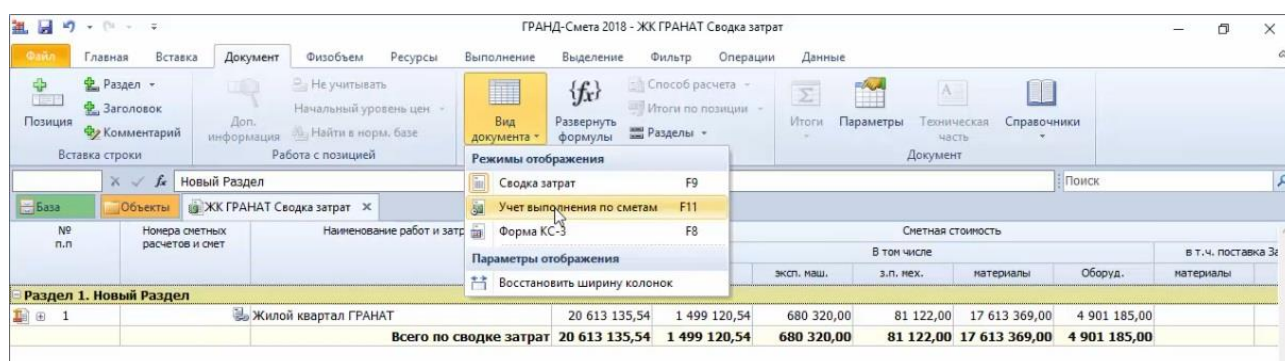 ГРАНД-Смета 2018 - ЖК ГРАНАТ Сводка затрат
Файл Главная Вставка Документ Физобъем Ресурсы Выполнение Выделение Фильтр Операции Данные
Позиция
Раздел
Заголовок
Комментарий
Вставка строки
Доп. информация
Не учитывать
Начальный уровень цен
Найти в норм. базе
Работа с позицией
Вид документа
Развернуть формулы
Способ расчета
Итоги по позиции
Разделы
Итоги
Параметры
Техническая часть
Справочники
Документ
Режимы отображения
Сводка затрат F9
Учет выполнения по сметам F11
Форма КС-3 F8
Параметры отображения
Восстановить ширину колонок
fx Новый Раздел
Поиск
База Объекты ЖК ГРАНАТ Сводка затрат
№ п.п
Номера сметных расчетов и смет
Наименование работ и затр
Сметная стоимость
В том числе
в т.ч. поставка За
эксп. маш. з.п. мех. материалы Оборуд. материалы
Раздел 1. Новый Раздел
1 Жилой квартал ГРАНАТ 20 613 135,54 1 499 120,54 680 320,00 81 122,00 17 613 369,00 4 901 185,00
Всего по сводке затрат 20 613 135,54 1 499 120,54 680 320,00 81 122,00 17 613 369,00 4 901 185,00